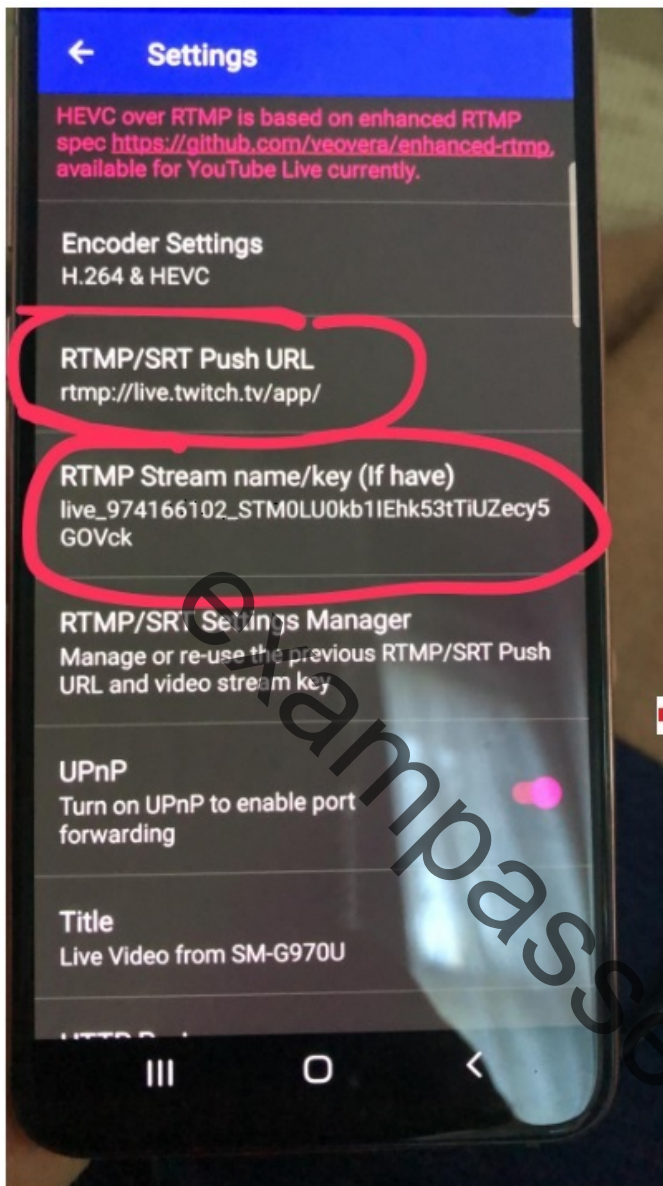 Settings
HEVC over RTMP is based on enhanced RTMP
spec https://github.com/veovera/enhanced-rtmp,
available for YouTube Live currently.
Encoder Settings
H.264 & HEVC
RTMP/SRT Push URL
rtmp://live.twitch.tv/app/
RTMP Stream name/key (If have)
live_974166102_STM0LU0kb1IEhk53tTiUZecy5
GOVck
RTMP/SRT Settings Manager
Manage or re-use the previous RTMP/SRT Push
URL and video stream key
UPnP
Turn on UPnP to enable port
forwarding
Title
Live Video from SM-G970U
exampasse